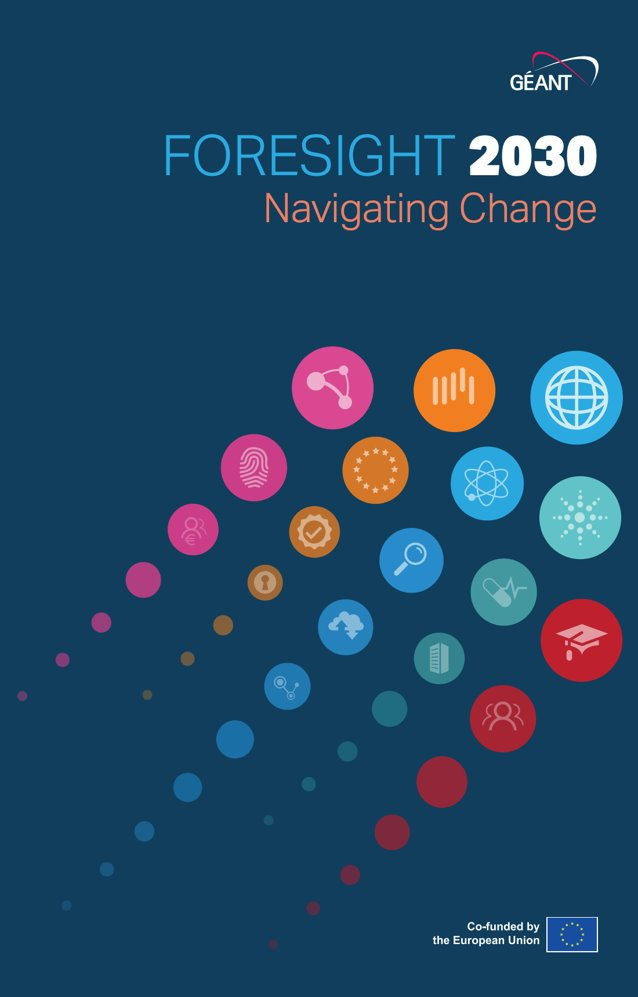 GÉANT
FORESIGHT 2030
Navigating Change
€
Co-funded by
the European Union